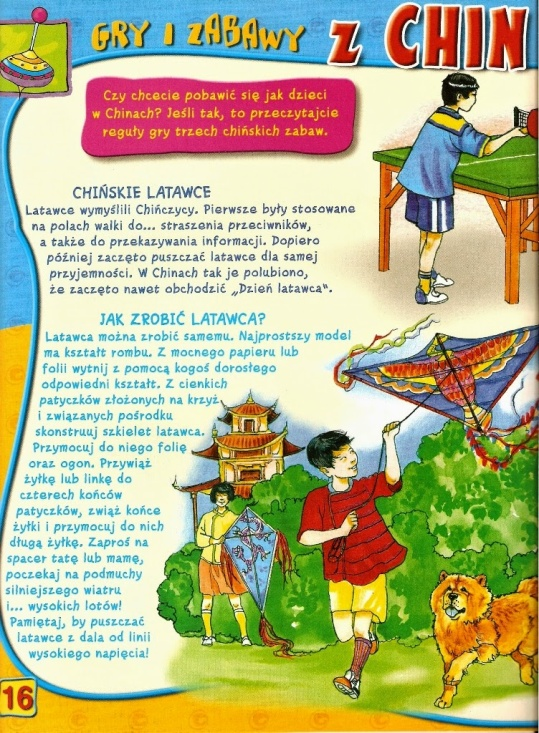 GRY I ZABAWY Z CHIN
Czy chcecie pobawić się jak dzieci
w Chinach? Jeśli tak, to przeczytajcie
reguły gry trzech chińskich zabaw.
CHIŃSKIE LATAWCE
Latawce wymyślili Chińczycy. Pierwsze były stosowane
na polach walki do... straszenia przeciwników,
a także do przekazywania informacji. Dopiero
później zaczęto puszczać latawce dla samej
przyjemności. W Chinach tak je polubiono,
że zaczęto nawet obchodzić „Dzień latawca".
JAK ZROBIĆ LATAWCA?
Latawca można zrobić samemu. Najprostszy model
ma kształt rombu. Z mocnego papieru lub
folii wytnij z pomocą kogoś dorosłego
odpowiedni kształt. Z cienkich
patyczków złożonych na krzyż
i związanych pośrodku
skonstruuj szkielet latawca.
Przymocuj do niego folię
oraz ogon. Przywiąż
żyłkę lub linkę do
czterech końców
patyczków, zwiąż końce
żyłki i przymocuj do nich
długą żyłkę. Zaproś na
spacer tatę lub mamę,
poczekaj na podmuchy
silniejszego wiatru
i... wysokich lotów!
Pamiętaj, by puszczać
latawce z dala od linii
wysokiego napięcia!
16